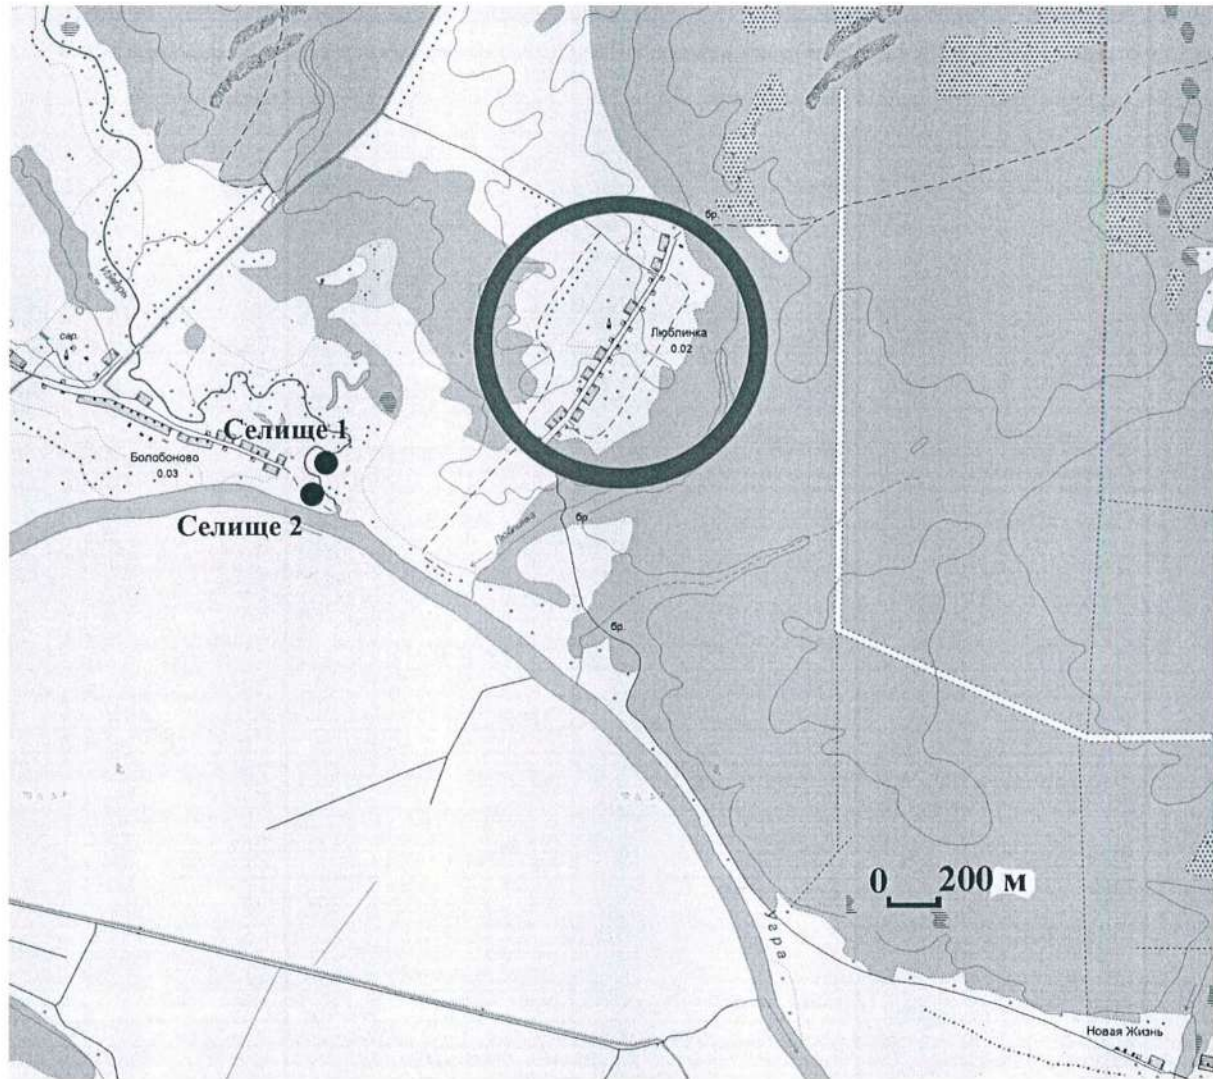 бр.
Извѣрь
сар.
Люблинка
0.02
Селище 1
Болобоново
0.03
Селище 2
Люблинка
бр.
бр.
0 200 м
Угра
Новая Жизнь